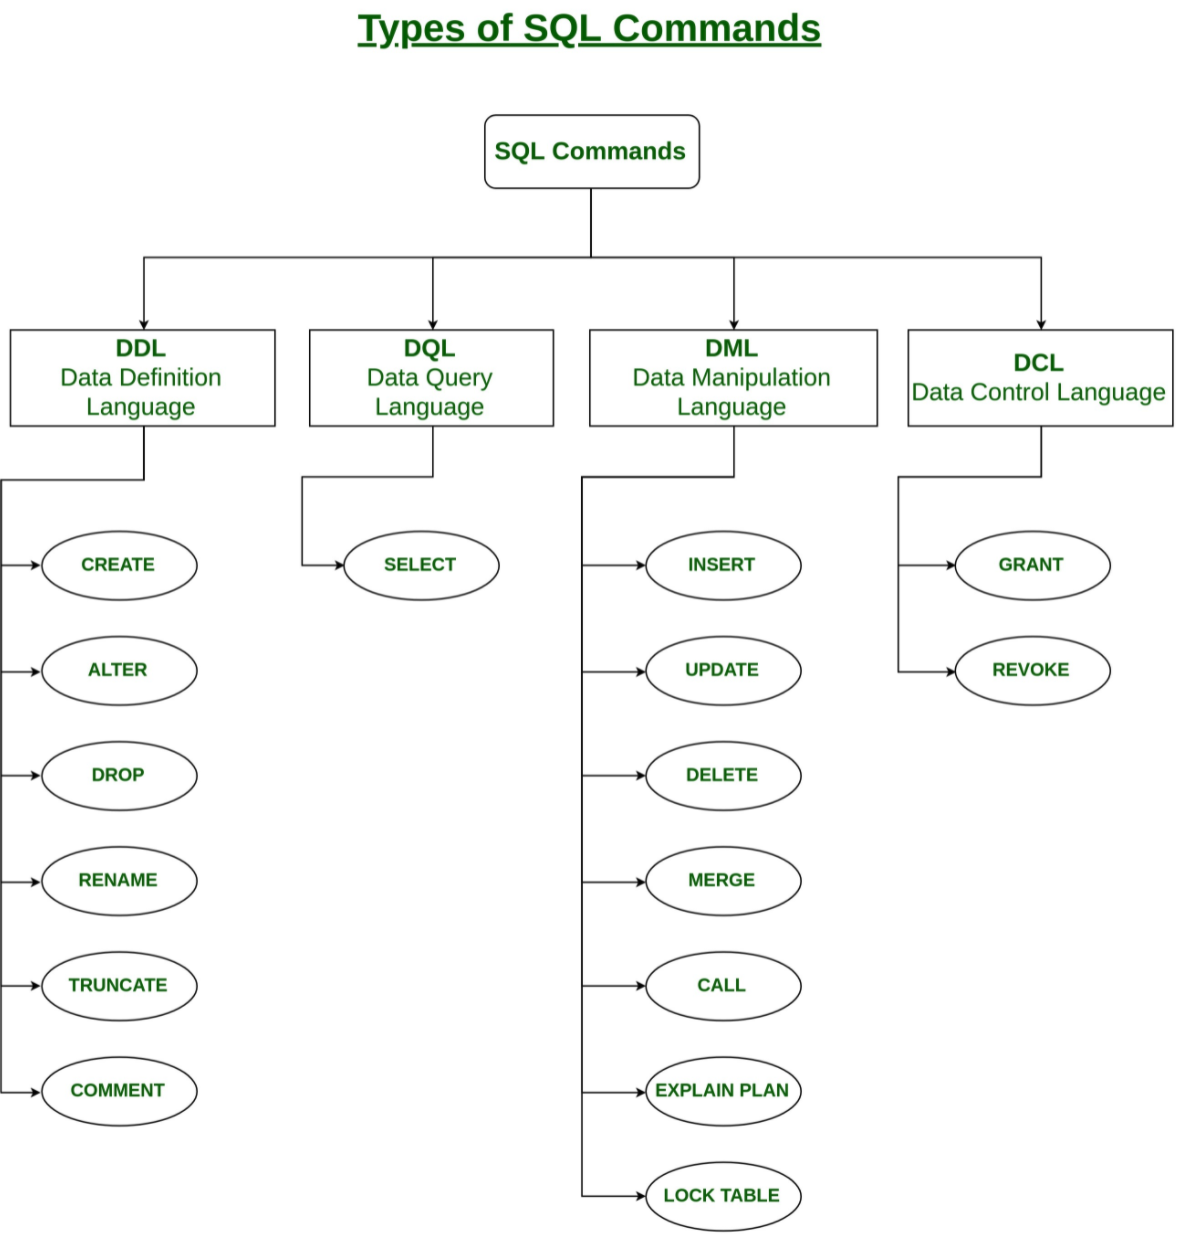 Types of SQL Commands
SQL Commands
DDL
Data Definition
Language
DQL
Data Query
Language
DML
Data Manipulation
Language
DCL
Data Control Language
CREATE
ALTER
DROP
RENAME
TRUNCATE
COMMENT
SELECT
INSERT
UPDATE
DELETE
MERGE
CALL
EXPLAIN PLAN
LOCK TABLE
GRANT
REVOKE